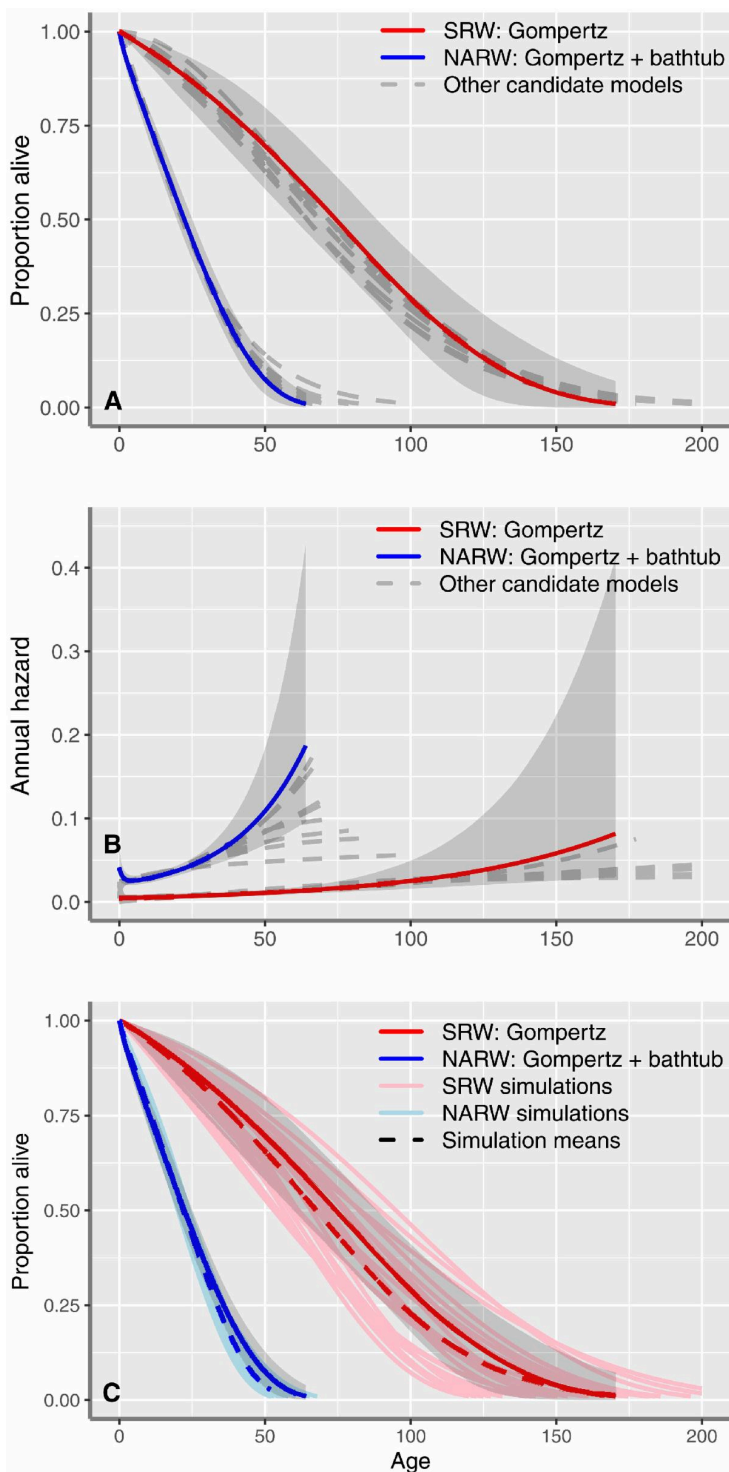 1.00
0.75
0.50
0.25
0.00
Proportion alive
SRW: Gompertz
NARW: Gompertz + bathtub
Other candidate models
A
0 50 100 150 200
0.4
0.3
0.2
0.1
0.0
Annual hazard
SRW: Gompertz
NARW: Gompertz + bathtub
Other candidate models
B
0 50 100 150 200
1.00
0.75
0.50
0.25
0.00
Proportion alive
SRW: Gompertz
NARW: Gompertz + bathtub
SRW simulations
NARW simulations
Simulation means
C
0 50 100 150 200
Age